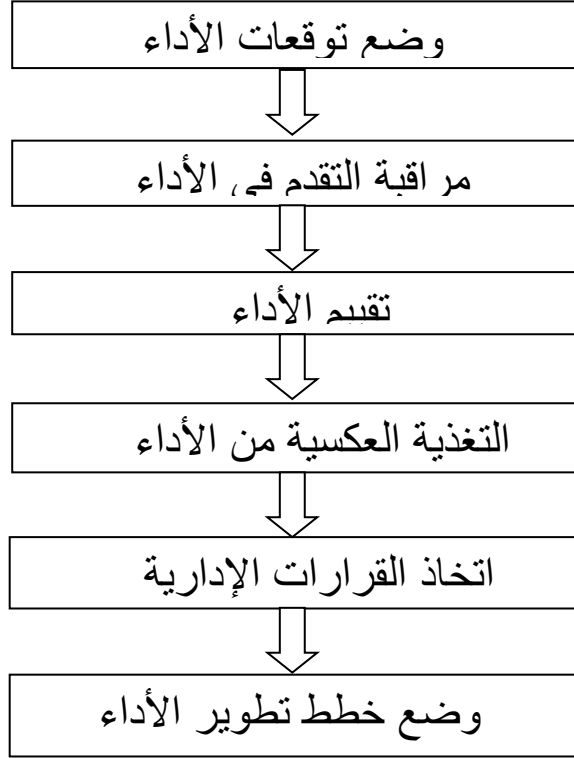 وضع توقعات الأداء
مراقبة التقدم في الأداء
تقييم الأداء
التغذية العكسية من الأداء
اتخاذ القرارات الإدارية
وضع خطط تطوير الأداء